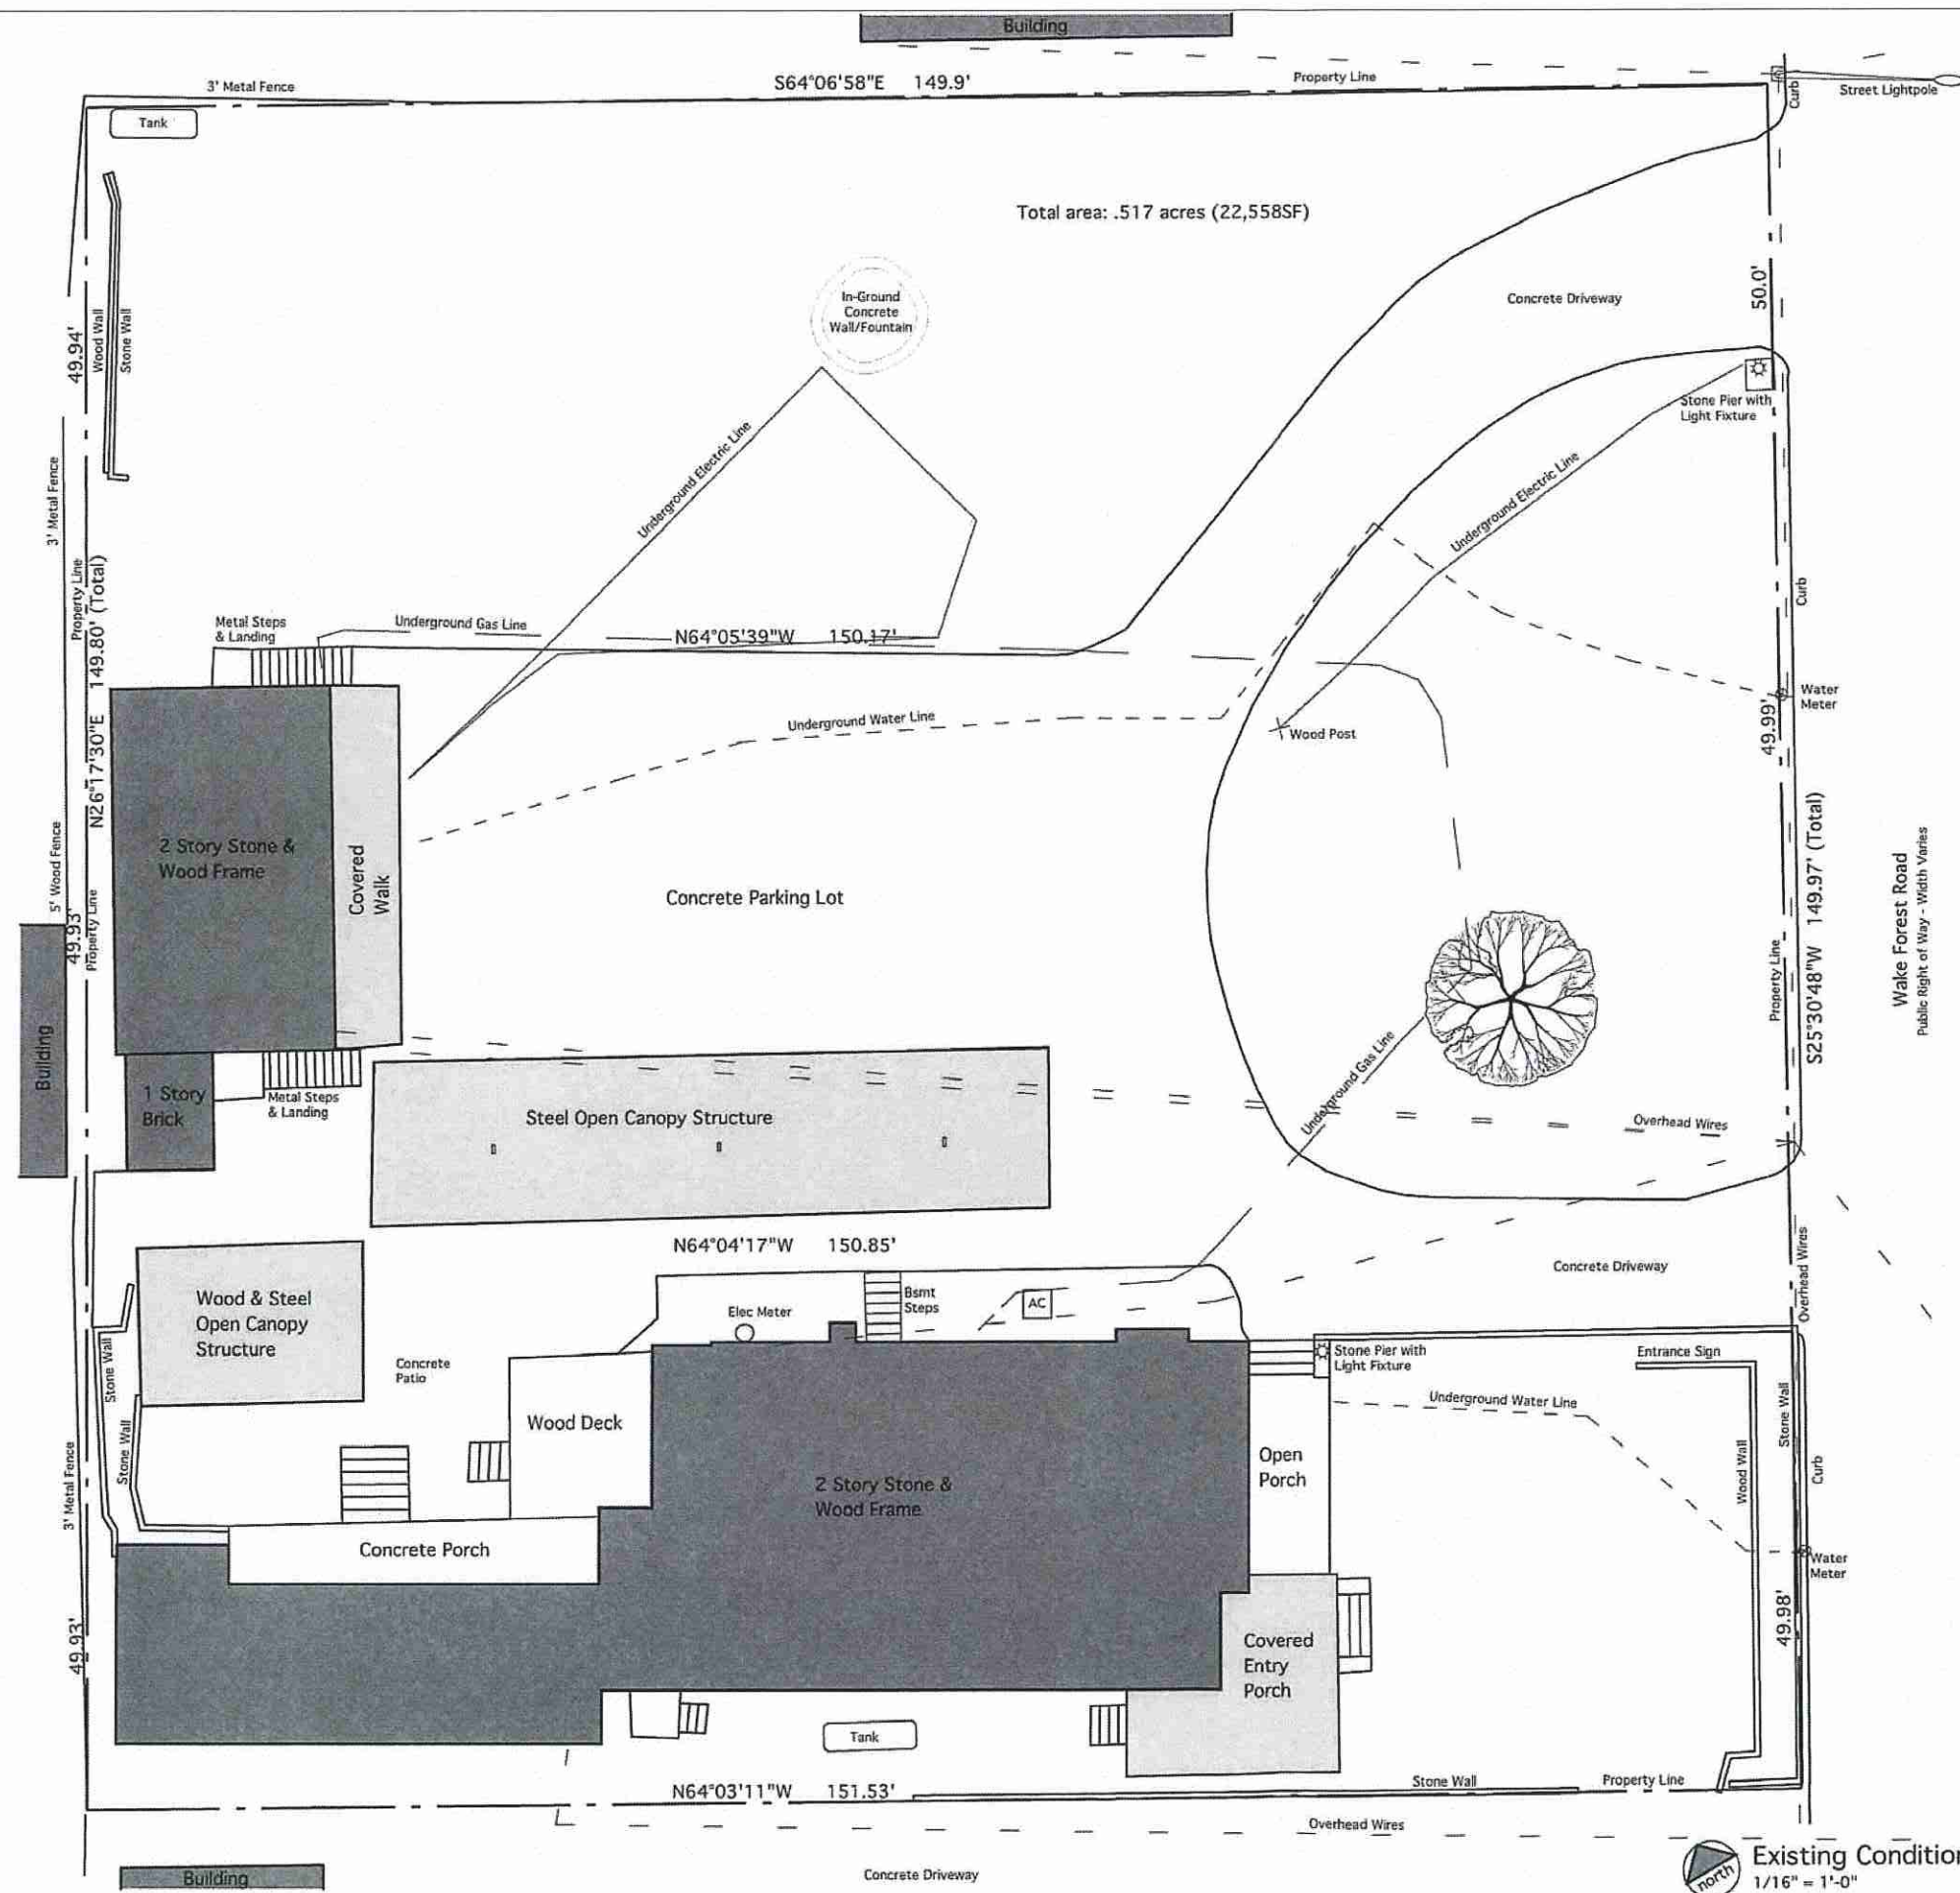 Building
3' Metal Fence
S64°06'58"E 149.9'
Property Line
Curb
Street Lightpole
Tank
Total area: .517 acres (22,558SF)
In-Ground
Concrete
Wall/Fountain
Concrete Driveway
50.0'
49.94'
Wood Wall
Stone Wall
Stone Pier with
Light Fixture
Underground Electric Line
Underground Electric Line
3' Metal Fence
Property Line
N26°17'30"E 149.80' (Total)
Metal Steps
& Landing
Underground Gas Line
N64°05'39"W 150.17'
Curb
Water
Meter
49.99'
Underground Water Line
Wood Post
2 Story Stone &
Wood Frame
Covered
Walk
Concrete Parking Lot
5' Wood Fence
49.93'
Property Line
Building
Property Line
S25°30'48"W 149.97' (Total)
Wake Forest Road
Public Right of Way - Width Varies
1 Story
Brick
Metal Steps
& Landing
Steel Open Canopy Structure
Underground Gas Line
Overhead Wires
N64°04'17"W 150.85'
Concrete Driveway
Overhead Wires
Wood & Steel
Open Canopy
Structure
Elec Meter
Bsmt
Steps
AC
Stone Wall
Concrete
Patio
Stone Pier with
Light Fixture
Entrance Sign
Underground Water Line
Stone Wall
Wood Deck
Stone Wall
Open
Porch
Wood Wall
Curb
3' Metal Fence
2 Story Stone &
Wood Frame
Concrete Porch
Water
Meter
49.93'
49.98'
Covered
Entry
Porch
Tank
N64°03'11"W 151.53'
Stone Wall
Property Line
Overhead Wires
Building
Concrete Driveway
north
Existing Condition
1/16" = 1'-0"